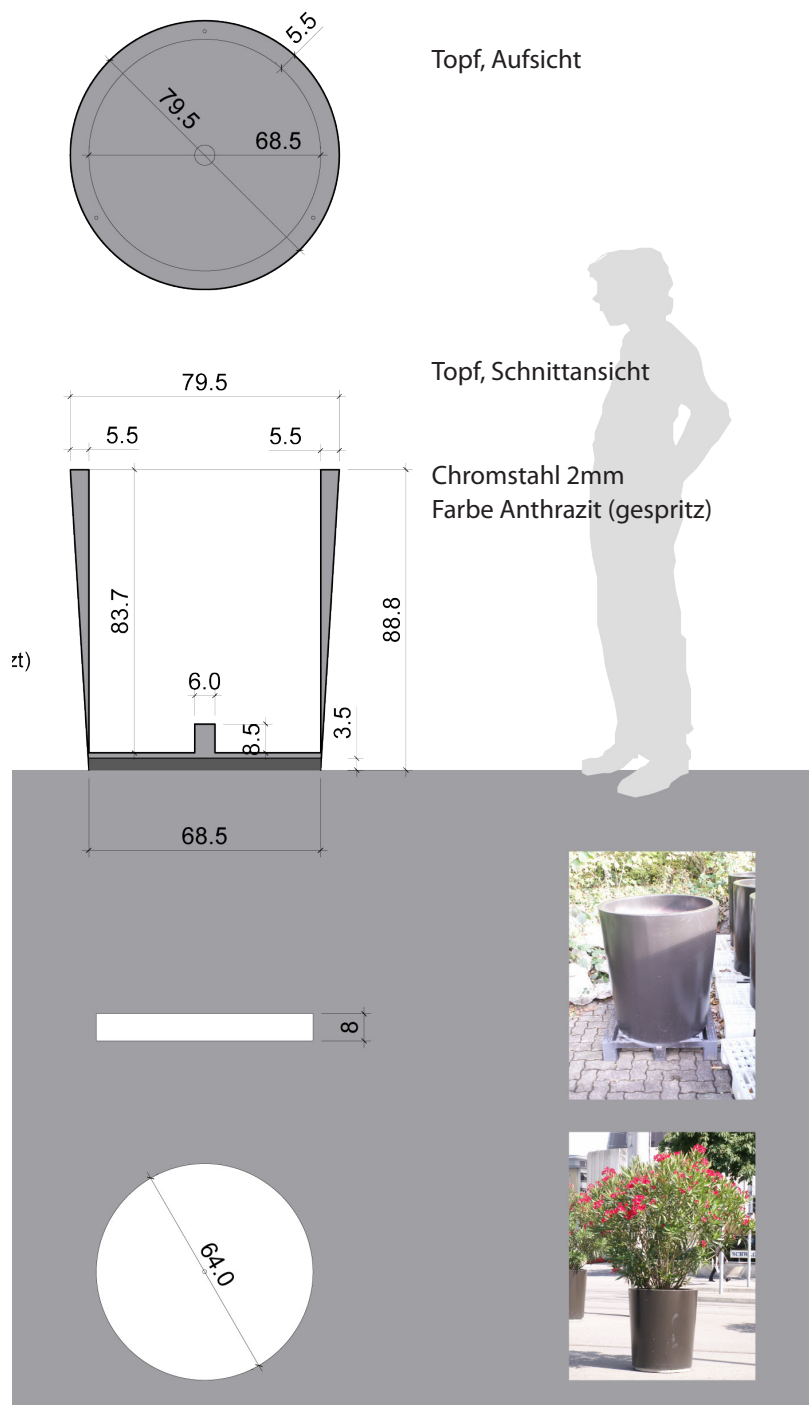 5.5
Topf, Aufsicht
79.5
68.5
Topf, Schnittansicht
79.5
5.5
5.5
Chromstahl 2mm
Farbe Anthrazit (gespritz)
83.7
88.8
zt)
6.0
8.5
3.5
68.5
8
64.0